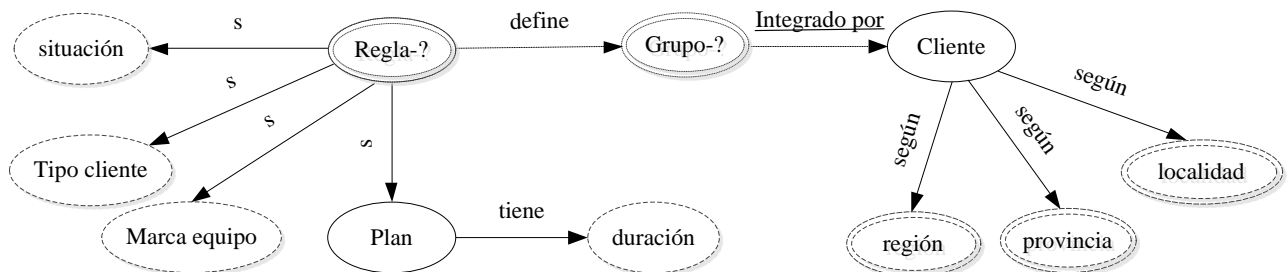 s
define
Integrado por
situación
Regla-?
Grupo-?
Cliente
s
según
s
según
según
s
Tipo cliente
localidad
tiene
Marca equipo
Plan
duración
región
provincia